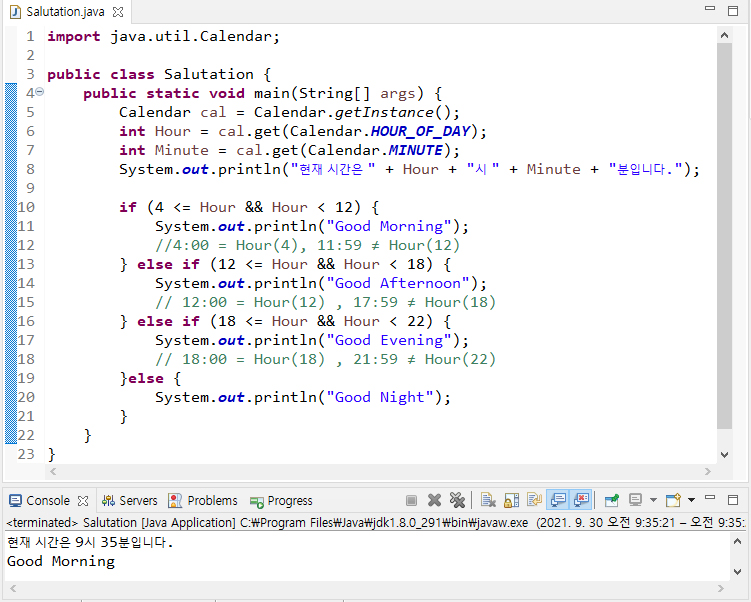 Salutation.java
1 import java.util.Calendar;
2
3 public class Salutation {
4 public static void main(String[] args) {
5 Calendar cal = Calendar.getInstance();
6 int Hour = cal.get(Calendar.HOUR_OF_DAY);
7 int Minute = cal.get(Calendar.MINUTE);
8 System.out.println("현재 시간은 " + Hour + "시 " + Minute + "분입니다.");
9
10 if (4 <= Hour && Hour < 12) {
11 System.out.println("Good Morning");
12 //4:00 = Hour(4), 11:59 ≠ Hour(12)
13 } else if (12 <= Hour && Hour < 18) {
14 System.out.println("Good Afternoon");
15 // 12:00 = Hour(12) , 17:59 ≠ Hour(18)
16 } else if (18 <= Hour && Hour < 22) {
17 System.out.println("Good Evening");
18 // 18:00 = Hour(18) , 21:59 ≠ Hour(22)
19 }else {
20 System.out.println("Good Night");
21 }
22 }
23 }
Console Servers Problems Progress
<terminated> Salutation [Java Application] C:₩Program Files₩Java₩jdk1.8.0_291₩bin₩javaw.exe (2021. 9. 30 오전 9:35:21 – 오전 9:35:
현재 시간은 9시 35분입니다.
Good Morning